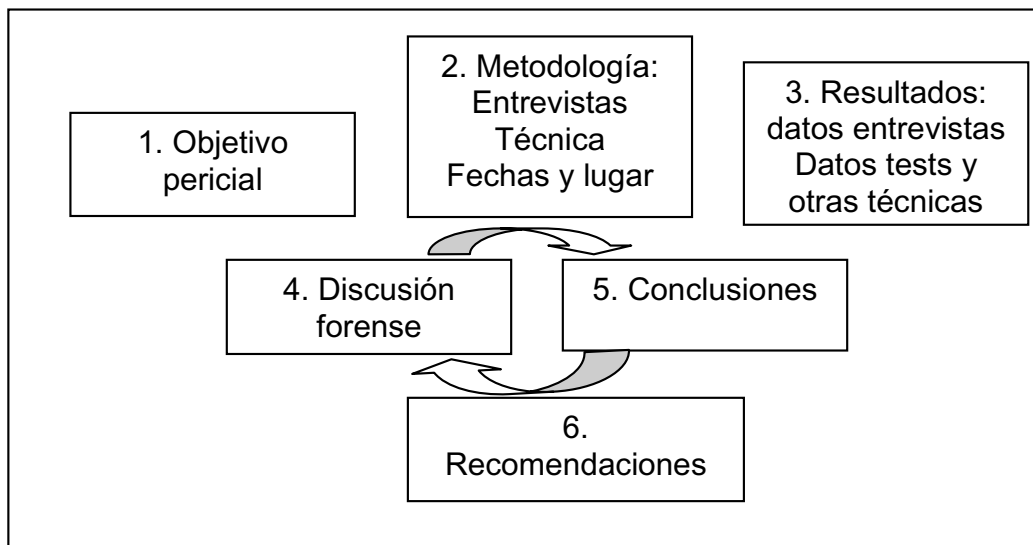 1. Objetivo
pericial
2. Metodología:
Entrevistas
Técnica
Fechas y lugar
3. Resultados:
datos entrevistas
Datos tests y
otras técnicas
4. Discusión
forense
5. Conclusiones
6.
Recomendaciones